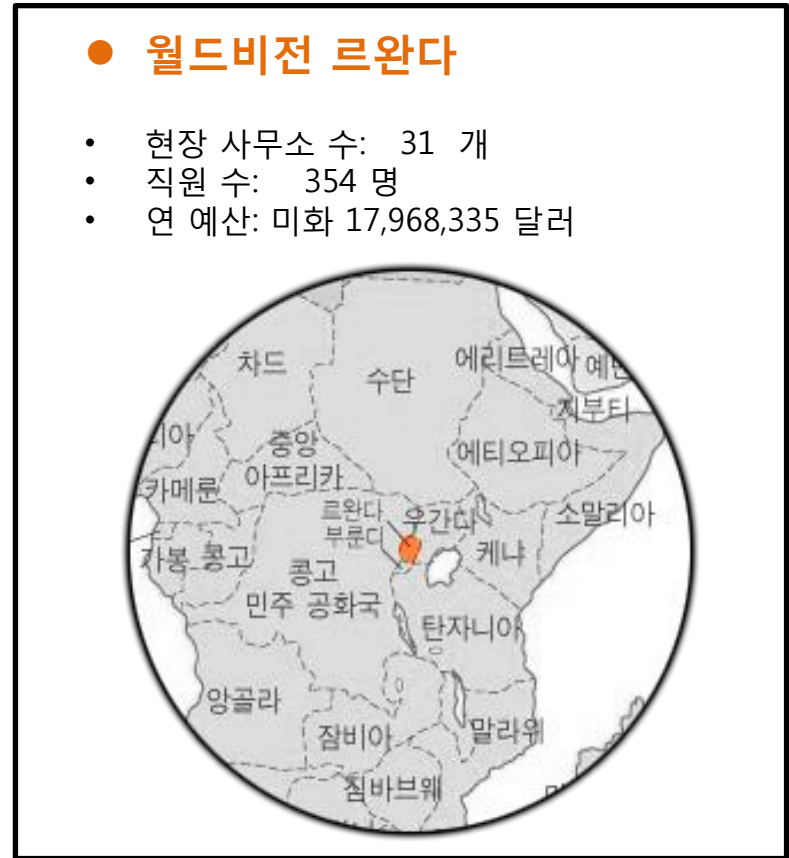 ● 월드비전 르완다
• 현장 사무소 수: 31 개
• 직원 수: 354 명
• 연 예산: 미화 17,968,335 달러
차드
수단
에리트레아
지부티
중앙
아프리카
에티오피아
카메룬
르완다
우간다
소말리아
부룬디
가봉
콩고
콩고
민주 공화국
케냐
탄자니아
앙골라
잠비아
말라위
짐바브웨